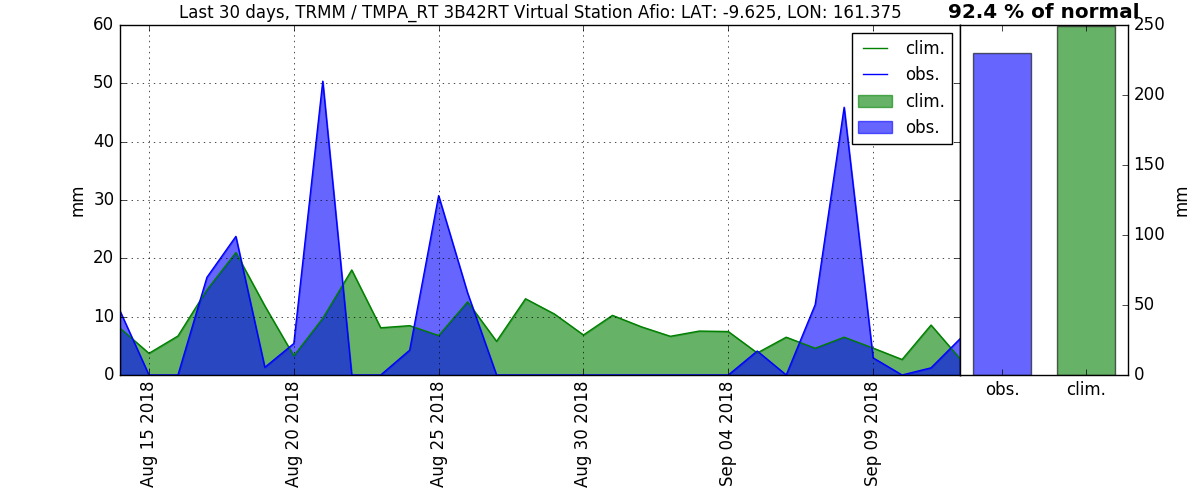 Last 30 days, TRMM / TMPA_RT 3B42RT Virtual Station Afio: LAT: -9.625, LON: 161.375
92.4 % of normal
60
50
40
30
20
10
0
mm
clim.
obs.
clim.
obs.
250
200
150
100
50
0
mm
Aug 15 2018
Aug 20 2018
Aug 25 2018
Aug 30 2018
Sep 04 2018
Sep 09 2018
obs.
clim.